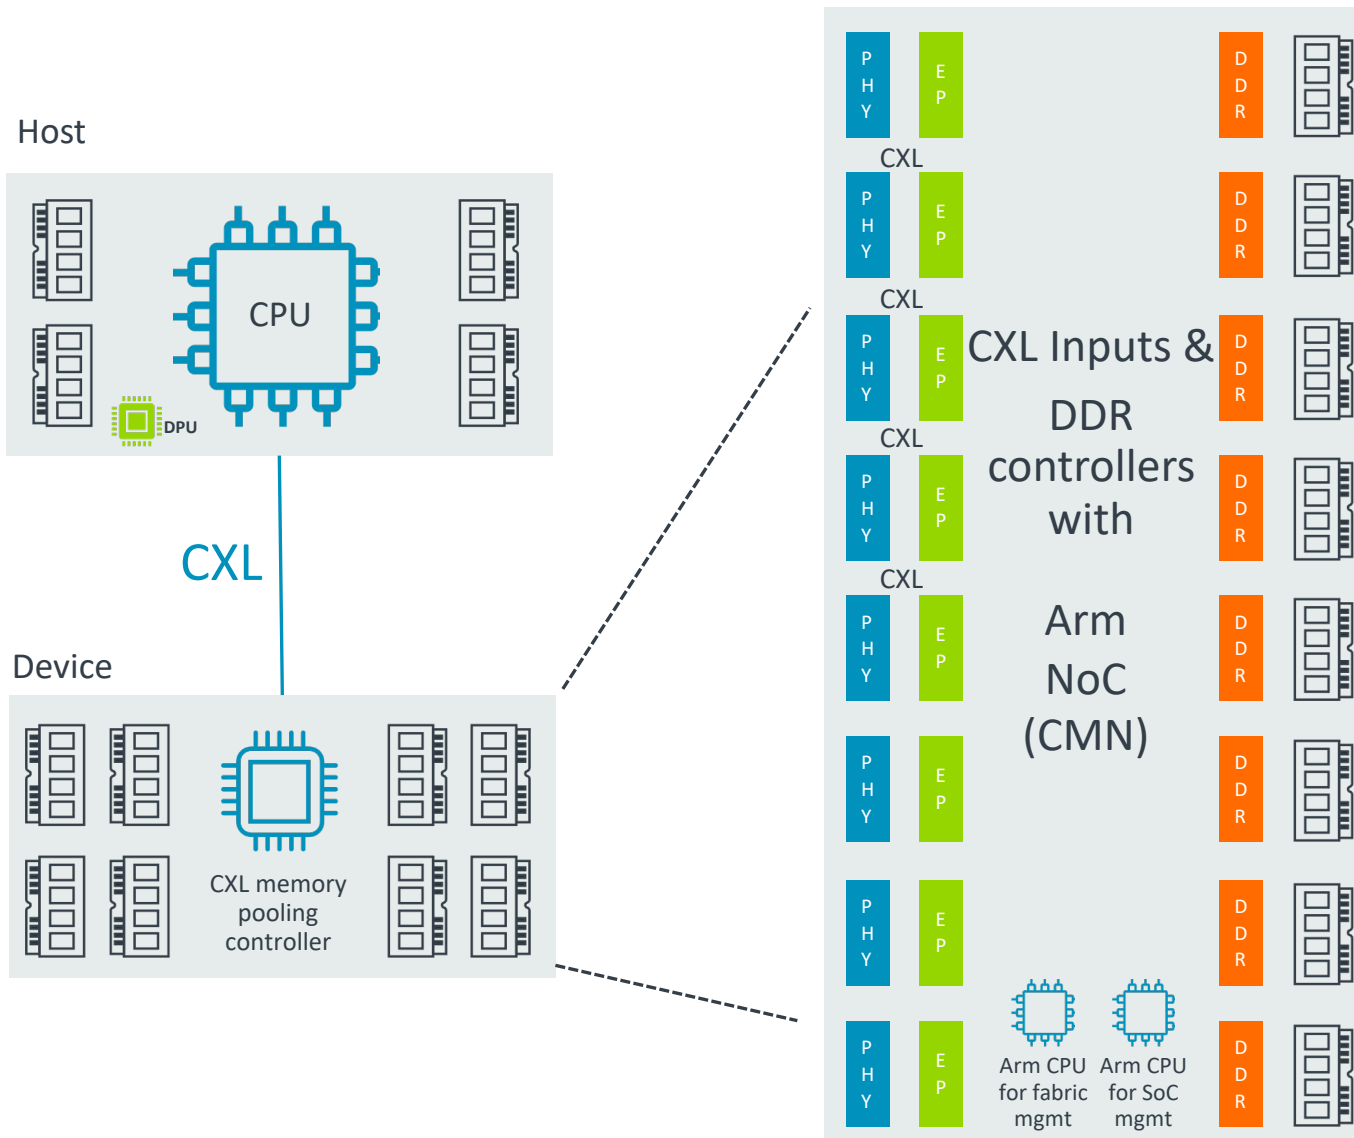 Host
CPU
DPU
CXL
Device
CXL memory
pooling
controller
P
H
Y
E
P
D
D
R
CXL
P
H
Y
E
P
D
D
R
CXL
P
H
Y
E
P
D
D
R
CXL
P
H
Y
E
P
D
D
R
CXL
P
H
Y
E
P
D
D
R
P
H
Y
E
P
D
D
R
P
H
Y
E
P
D
D
R
P
H
Y
E
P
D
D
R
CXL Inputs &
DDR
controllers
with
Arm
NoC
(CMN)
Arm CPU
for fabric
mgmt
Arm CPU
for SoC
mgmt